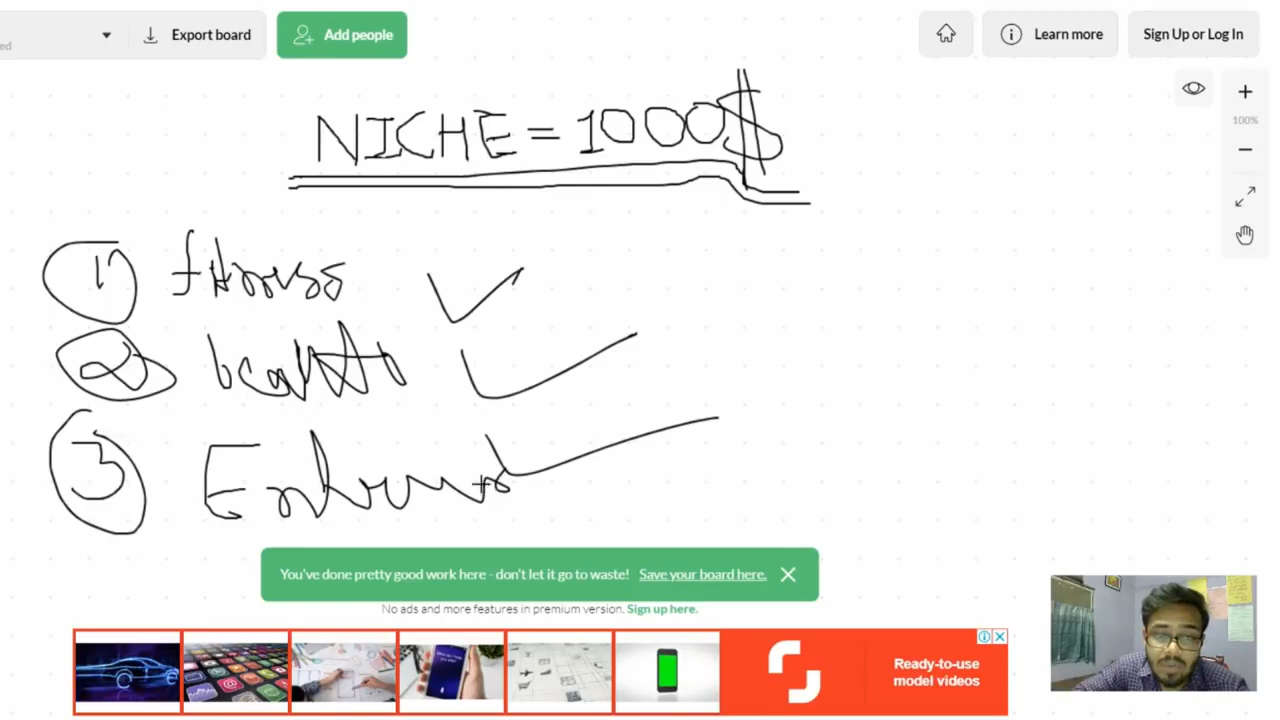 ed
Export board
Add people
Learn more
Sign Up or Log In
100%
NICHE = 1000$
1 fitness
2 health
3
You've done pretty good work here - don't let it go to waste! Save your board here.
No ads and more features in premium version. Sign up here.
Ready-to-use
model videos